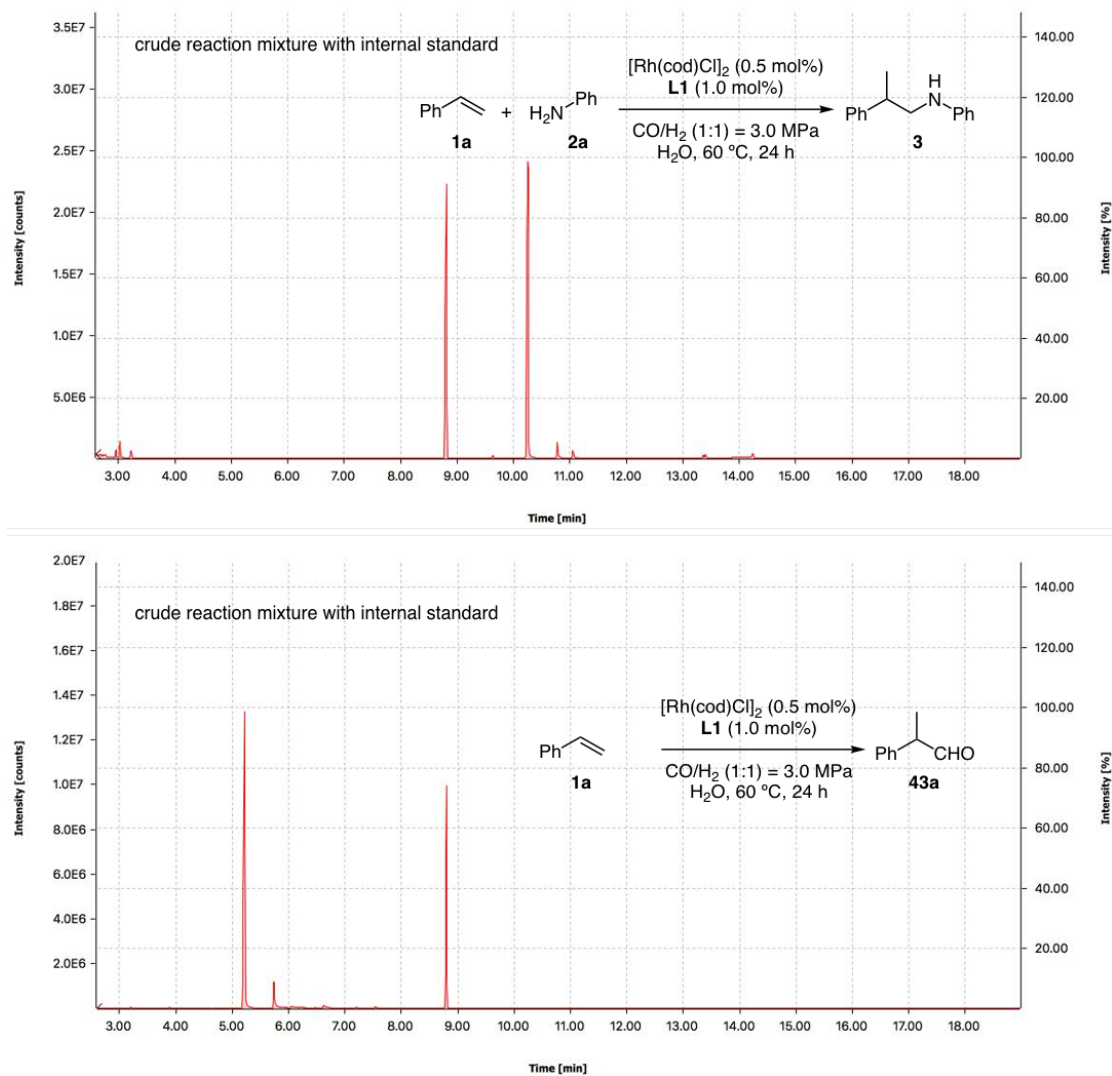 crude reaction mixture with internal standard
[Rh(cod)Cl]2 (0.5 mol%)
L1 (1.0 mol%)
Ph
+
H2N
Ph
CO/H2 (1:1) = 3.0 MPa
H2O, 60 ºC, 24 h
1a
2a
Ph
H
N
Ph
3
3.5E7
3.0E7
2.5E7
2.0E7
1.5E7
1.0E7
5.0E6
Intensity [counts]
140.00
120.00
100.00
80.00
60.00
40.00
20.00
Intensity [%]
3.00 4.00 5.00 6.00 7.00 8.00 9.00 10.00 11.00 12.00 13.00 14.00 15.00 16.00 17.00 18.00
Time [min]
crude reaction mixture with internal standard
Ph
1a
[Rh(cod)Cl]2 (0.5 mol%)
L1 (1.0 mol%)
CO/H2 (1:1) = 3.0 MPa
H2O, 60 ºC, 24 h
Ph
CHO
43a
2.0E7
1.8E7
1.6E7
1.4E7
1.2E7
1.0E7
8.0E6
6.0E6
4.0E6
2.0E6
Intensity [counts]
140.00
120.00
100.00
80.00
60.00
40.00
20.00
Intensity [%]
3.00 4.00 5.00 6.00 7.00 8.00 9.00 10.00 11.00 12.00 13.00 14.00 15.00 16.00 17.00 18.00
Time [min]